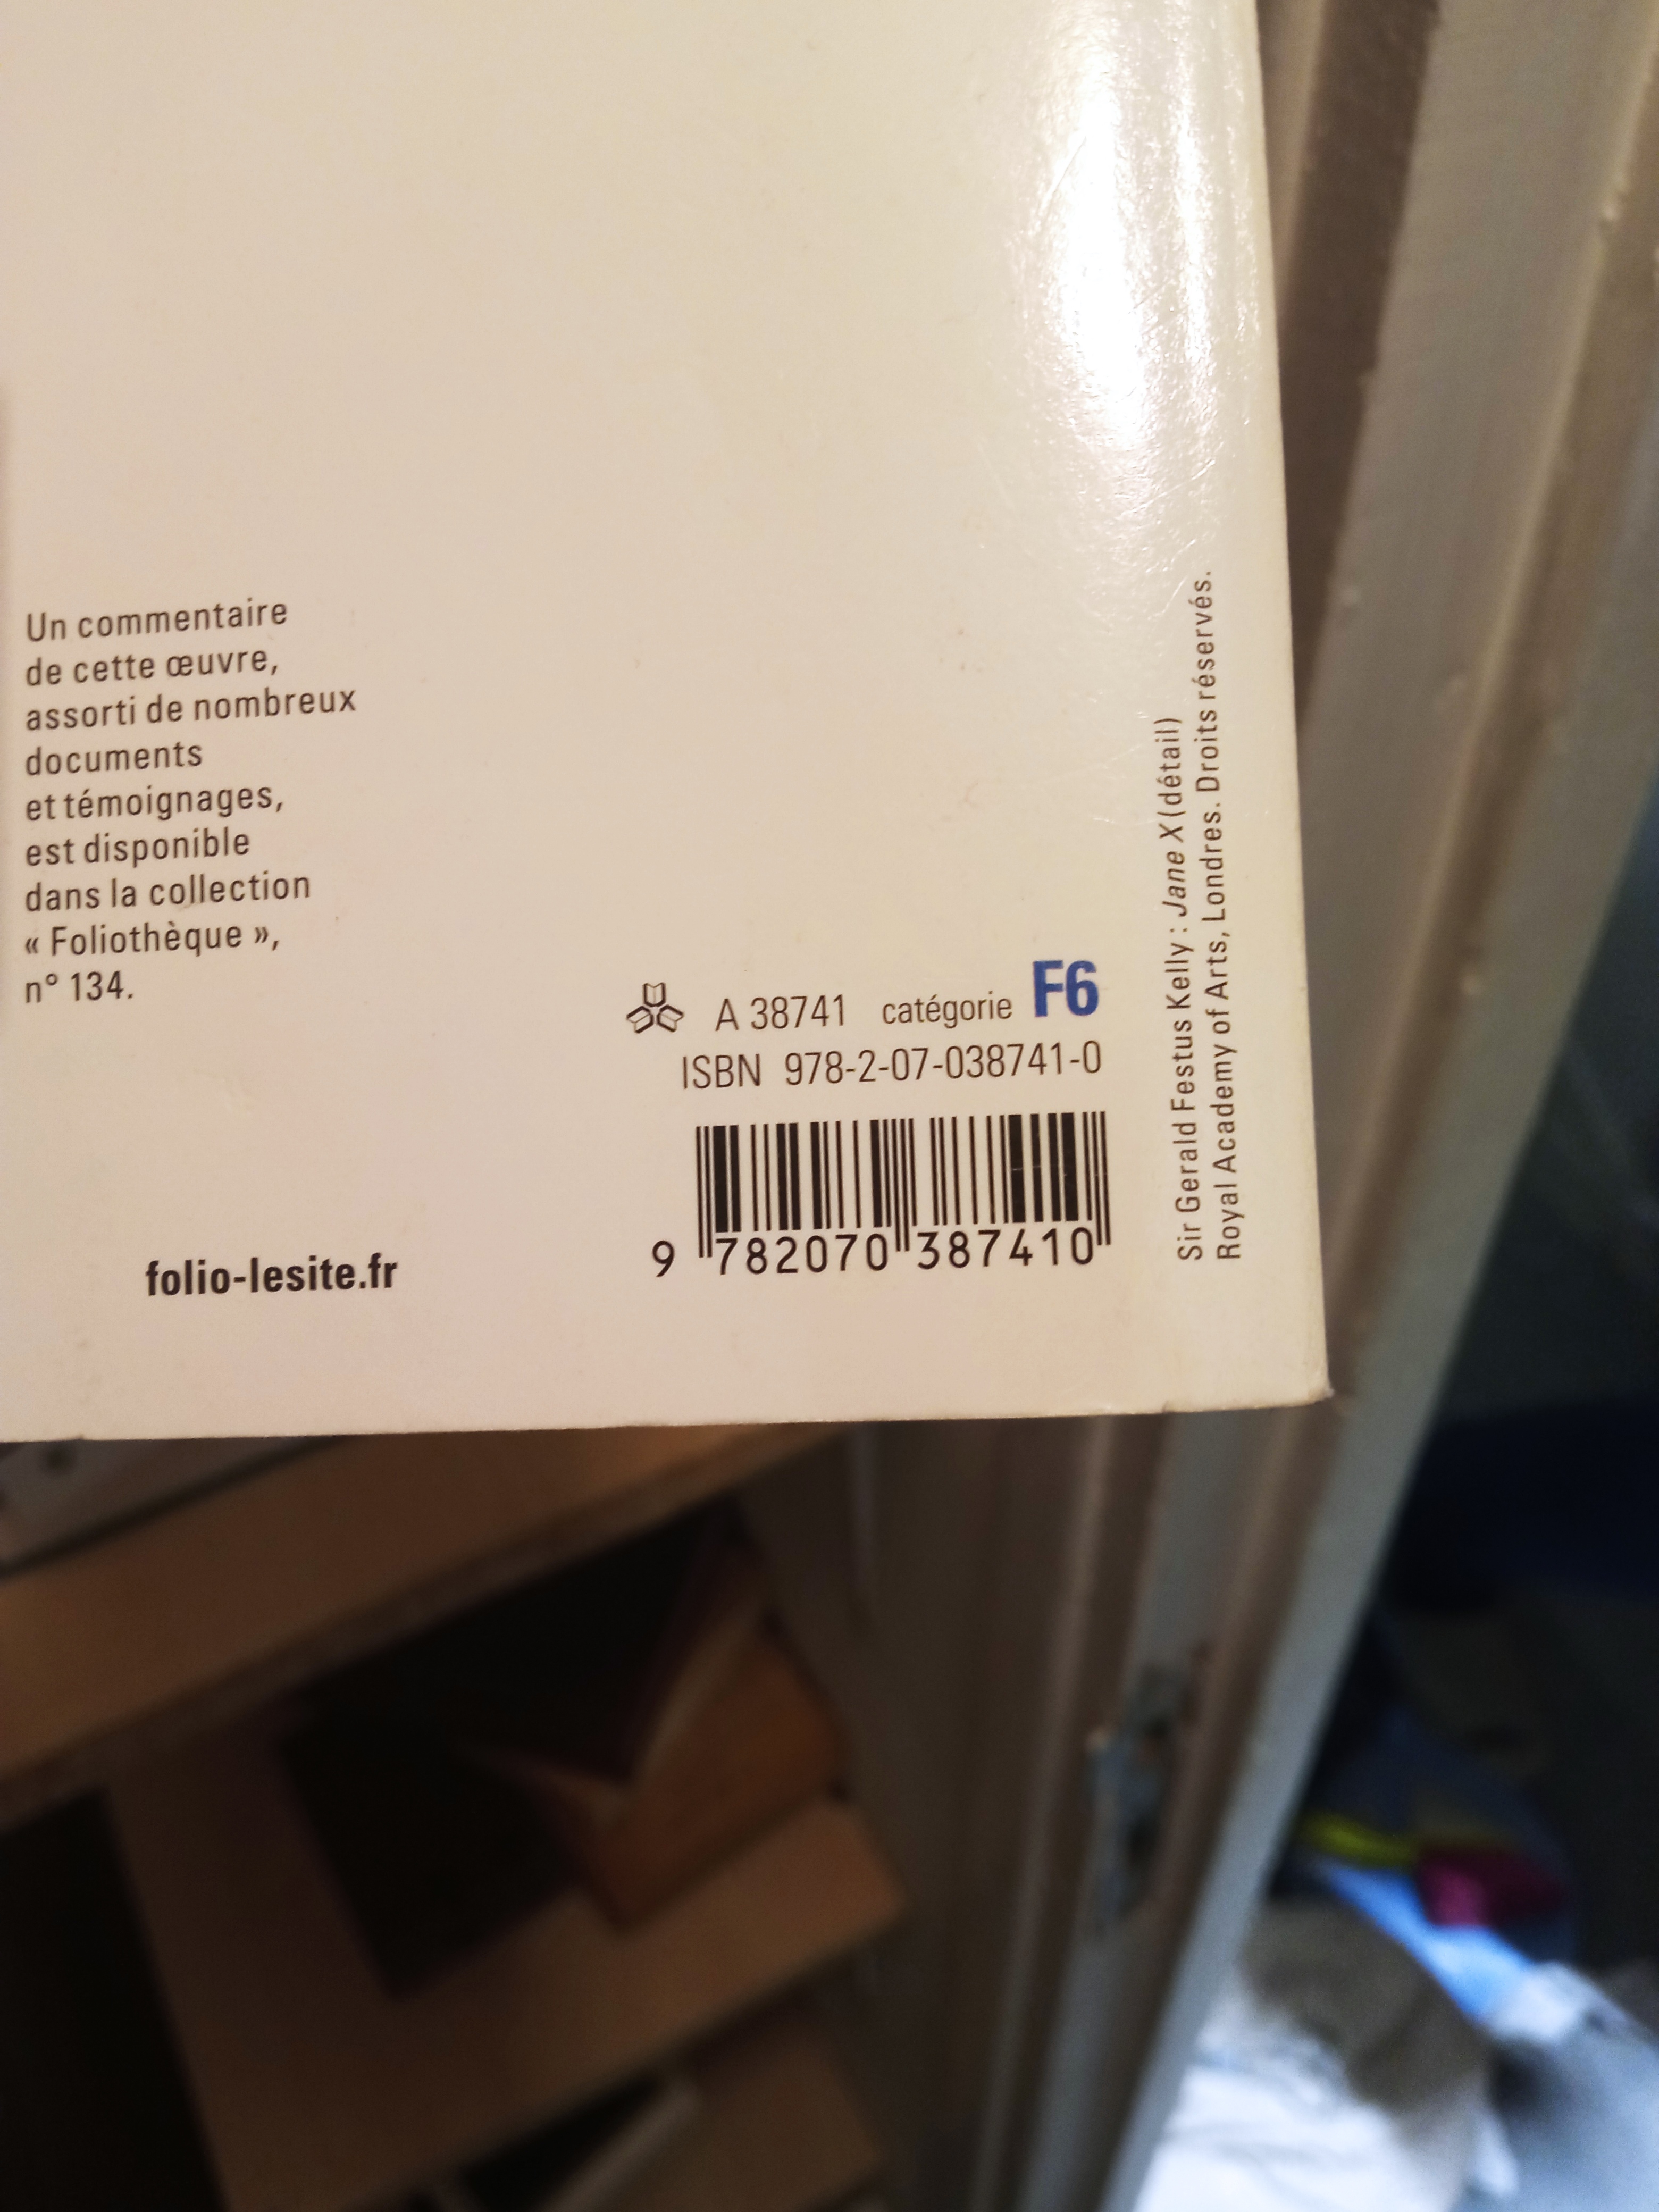 Un commentaire
de cette œuvre,
assorti de nombreux
documents
et témoignages,
est disponible
dans la collection
« Foliothèque »,
n° 134.
folio-lesite.fr
A 38741 catégorie F6
ISBN 978-2-07-038741-0
9 782070 387410
Sir Gerald Festus Kelly : Jane X (détail)
Royal Academy of Arts, Londres. Droits réservés.